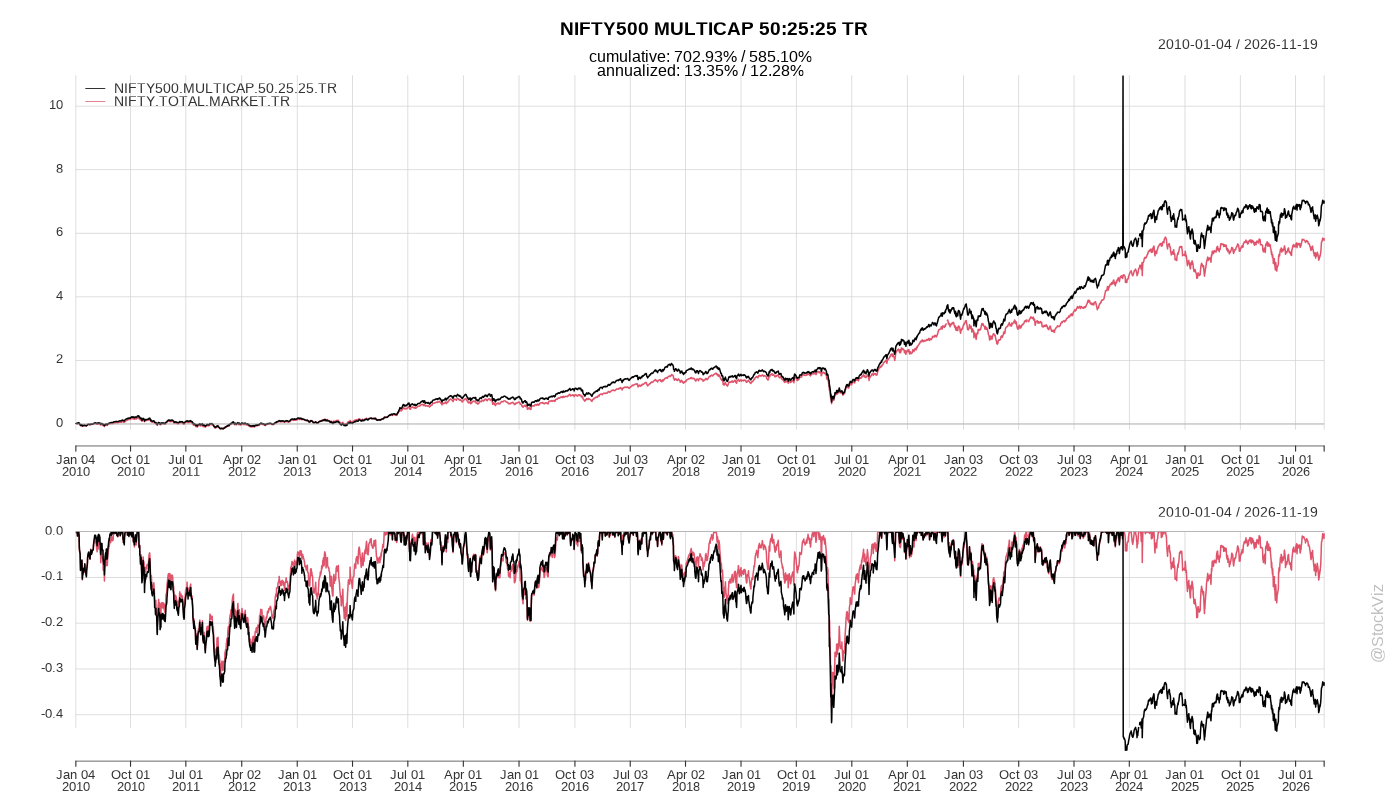 NIFTY500 MULTICAP 50:25:25 TR
2010-01-04 / 2026-11-19
cumulative: 702.93% / 585.10%
annualized: 13.35% / 12.28%
NIFTY500.MULTICAP.50.25.25.TR
NIFTY.TOTAL.MARKET.TR
10
8
6
4
2
0
Jan 04 Oct 01 Jul 01 Apr 02 Jan 01 Oct 01 Jul 01 Apr 01 Jan 01 Oct 03 Jul 03 Apr 02 Jan 01 Oct 01 Jul 01 Apr 01 Jan 03 Oct 03 Jul 03 Apr 01 Jan 01 Oct 01 Jul 01
2010 2010 2011 2012 2013 2013 2014 2015 2016 2016 2017 2018 2019 2019 2020 2021 2022 2022 2023 2024 2025 2025 2026
2010-01-04 / 2026-11-19
0.0
-0.1
-0.2
-0.3
-0.4
Jan 04 Oct 01 Jul 01 Apr 02 Jan 01 Oct 01 Jul 01 Apr 01 Jan 01 Oct 03 Jul 03 Apr 02 Jan 01 Oct 01 Jul 01 Apr 01 Jan 03 Oct 03 Jul 03 Apr 01 Jan 01 Oct 01 Jul 01
2010 2010 2011 2012 2013 2013 2014 2015 2016 2016 2017 2018 2019 2019 2020 2021 2022 2022 2023 2024 2025 2025 2026
@StockViz